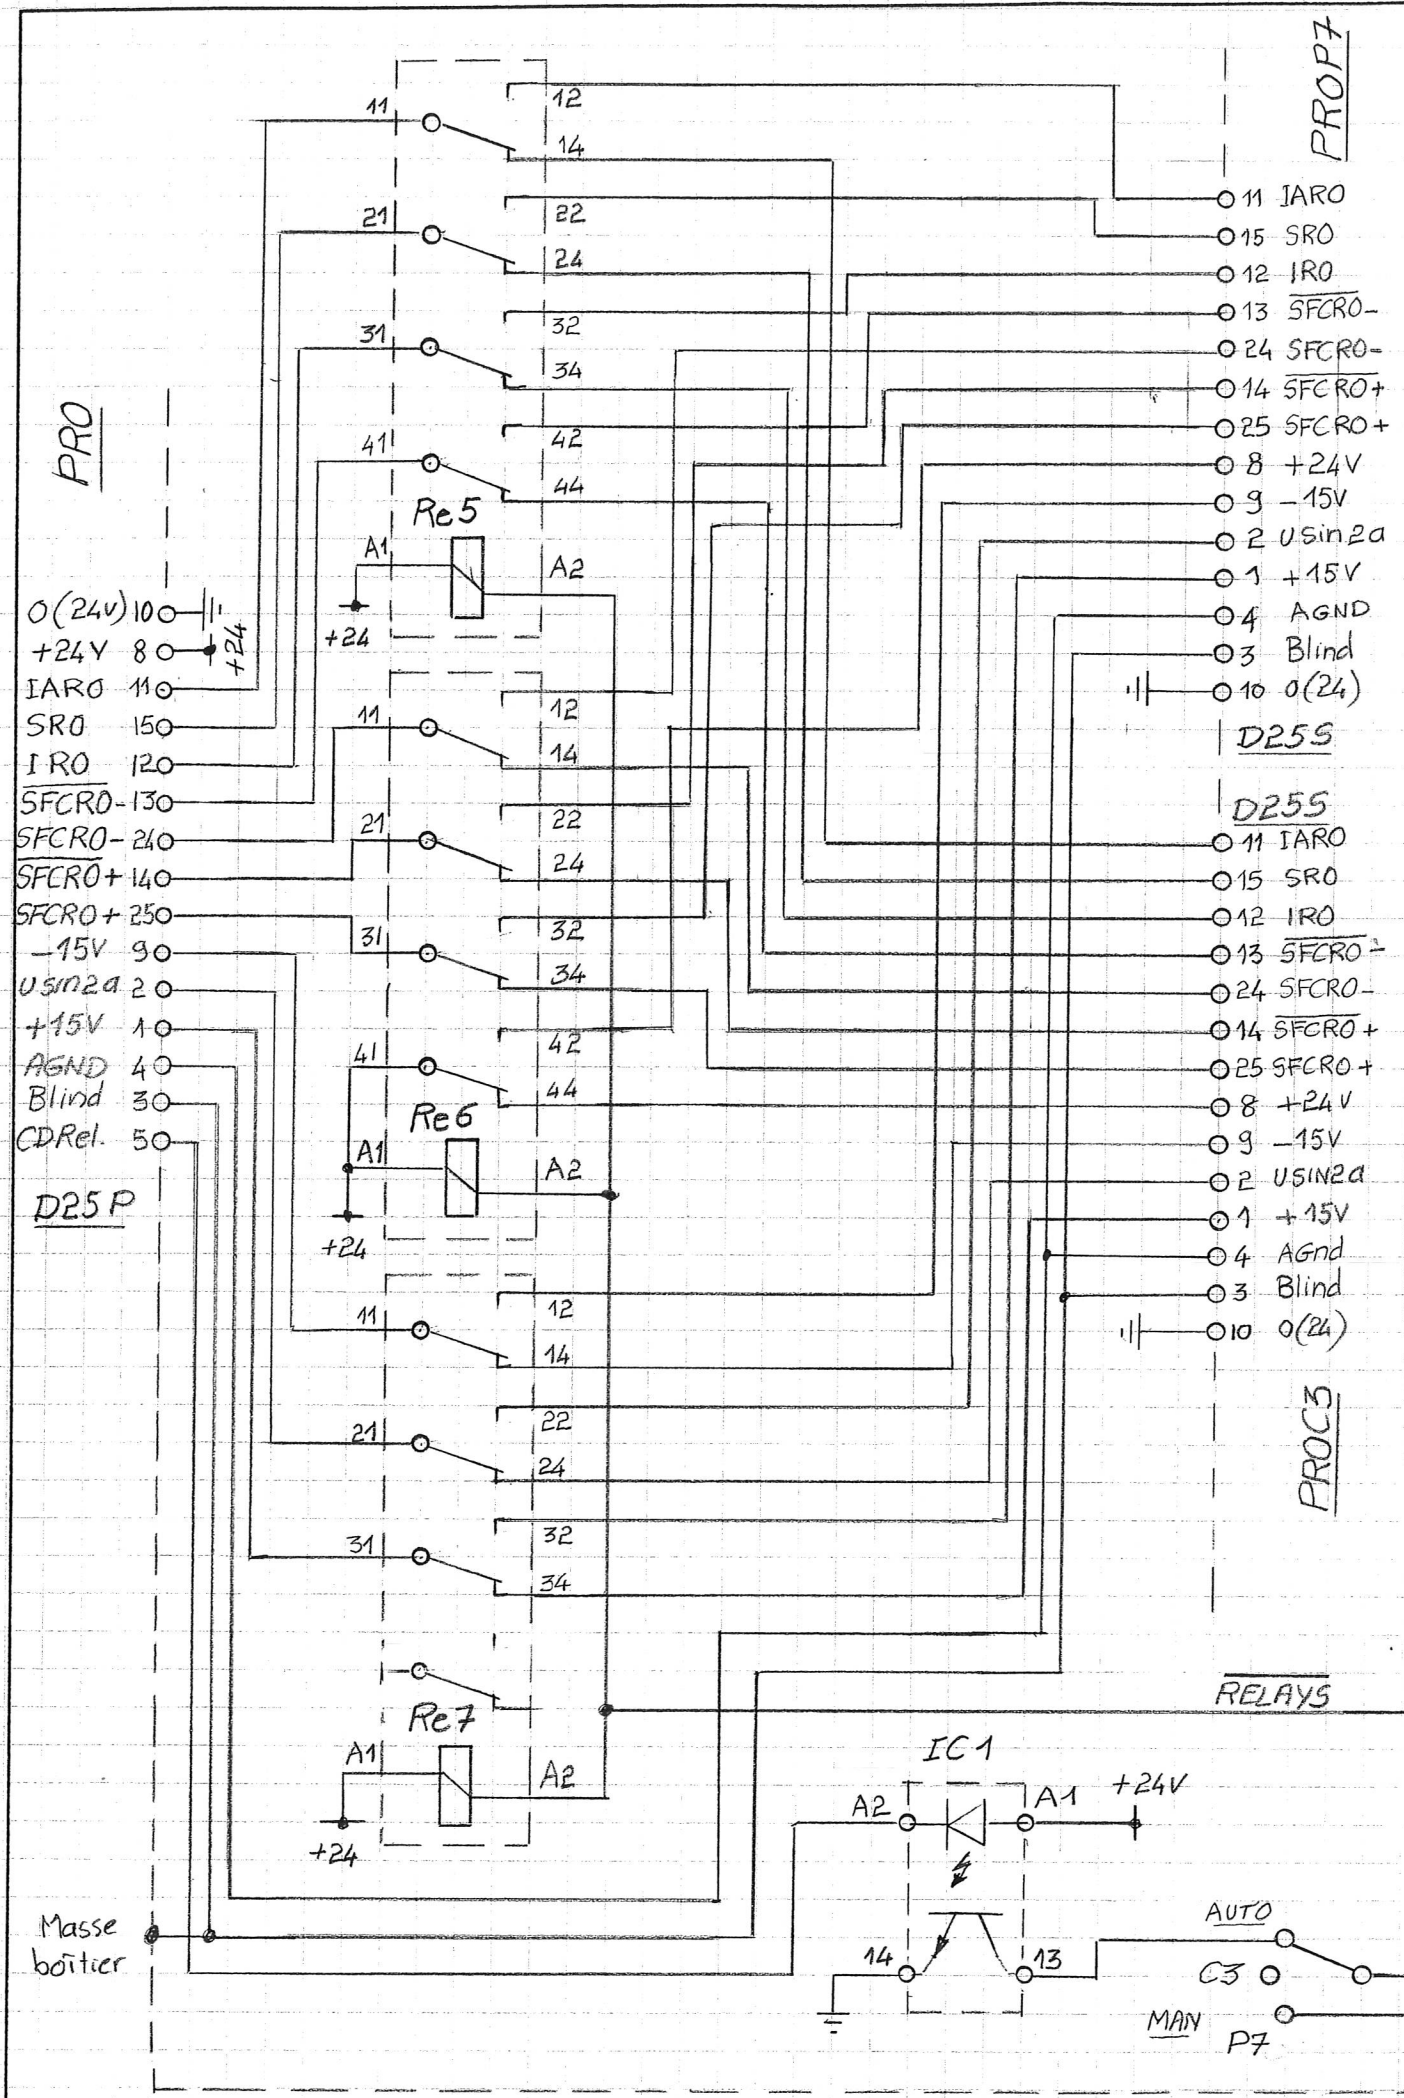 PROP7
11 IARO
15 SRO
12 IRO
13 S̅F̅C̅R̅O̅-
24 SFCRO-
14 S̅F̅C̅R̅O̅+
25 SFCRO+
8 +24V
9 -15V
2 USin2a
1 +15V
4 AGND
3 Blind
10 0(24)
D25S
D25S
11 IARO
15 SRO
12 IRO
13 S̅F̅C̅R̅O̅-
24 SFCRO-
14 S̅F̅C̅R̅O̅+
25 SFCRO+
8 +24V
9 -15V
2 USIN2a
1 +15V
4 AGnd
3 Blind
10 0(24)
PROC3
PRO
0(24V) 10
+24V 8
+24
IARO 11
SRO 15
IRO 12
S̅F̅C̅R̅O̅- 13
SFCRO- 24
S̅F̅C̅R̅O̅+ 14
SFCRO+ 25
-15V 9
USin2a 2
+15V 1
AGND 4
Blind 3
CDRel. 5
D25P
11 12
14
21 22
24
31 32
34
41 42
44
Re5
A1 A2
+24
11 12
14
21 22
24
31 32
34
41 42
44
Re6
A1 A2
+24
11 12
14
21 22
24
31 32
34
Re7
A1 A2
+24
R̅E̅L̅A̅Y̅S̅
IC1
A2 A1 +24V
14 13
AUTO
C3
MAN
P7
Masse
boîtier